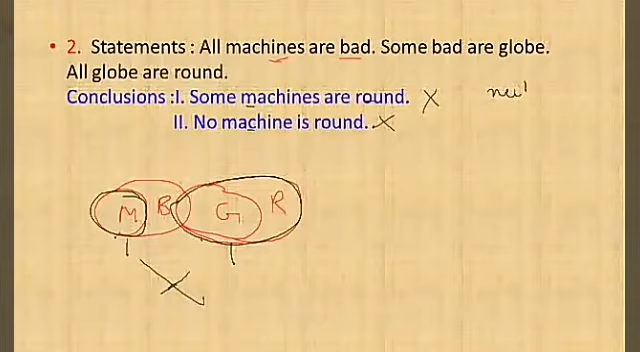 • 2. Statements : All machines are bad. Some bad are globe.
All globe are round.
Conclusions :I. Some machines are round. X
II. No machine is round. X
M B G R